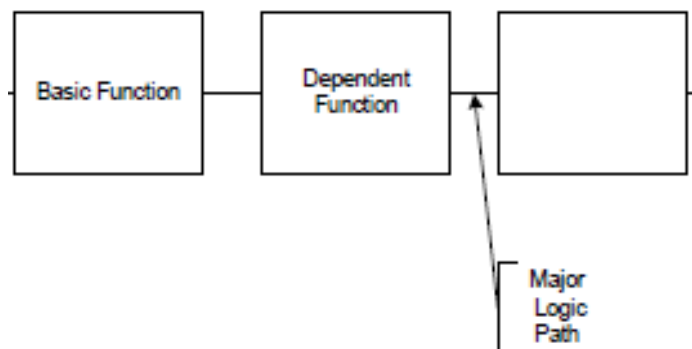 Basic Function
Dependent
Function
Major
Logic
Path